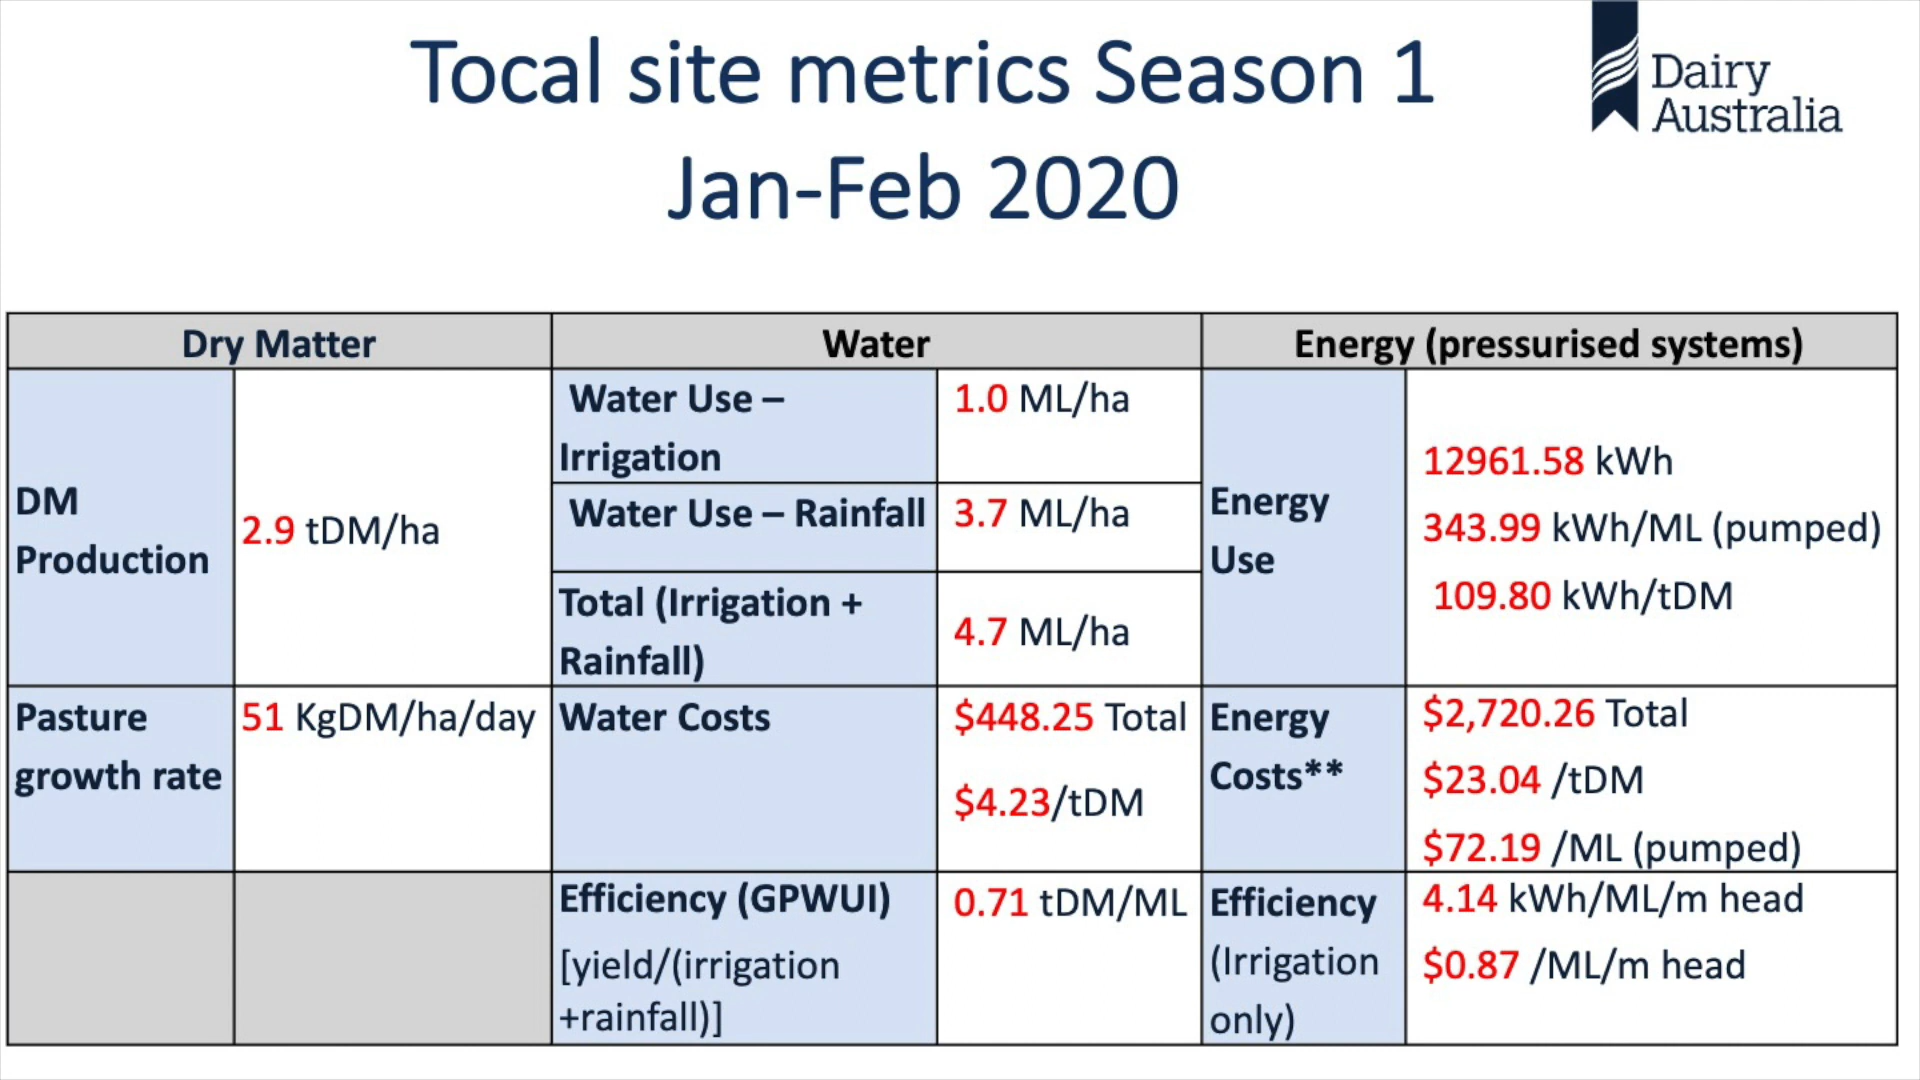 Tocal site metrics Season 1
Jan-Feb 2020
Dairy
Australia
Dry Matter
Water
Energy (pressurised systems)
DM
Production
2.9 tDM/ha
Water Use –
Irrigation
1.0 ML/ha
Water Use – Rainfall
3.7 ML/ha
Total (Irrigation +
Rainfall)
4.7 ML/ha
Energy
Use
12961.58 kWh
343.99 kWh/ML (pumped)
109.80 kWh/tDM
Pasture
growth rate
51 KgDM/ha/day
Water Costs
$448.25 Total
$4.23/tDM
Energy
Costs**
$2,720.26 Total
$23.04 /tDM
$72.19 /ML (pumped)
Efficiency (GPWUI)
[yield/(irrigation
+rainfall)]
0.71 tDM/ML
Efficiency
(Irrigation
only)
4.14 kWh/ML/m head
$0.87 /ML/m head